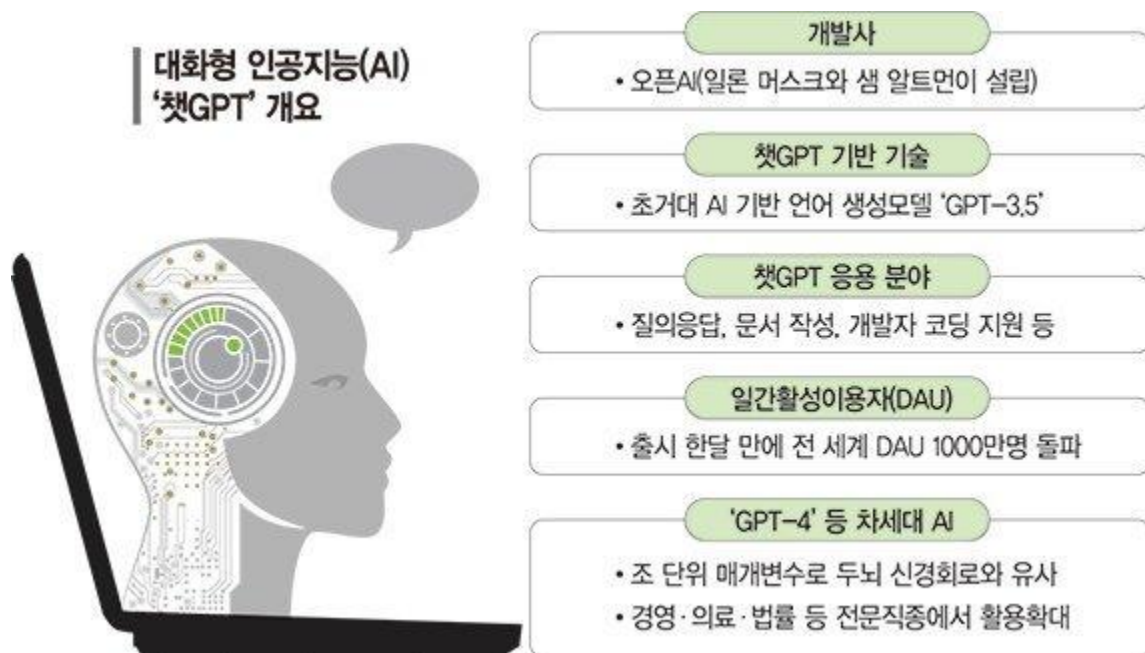 대화형 인공지능(AI)
‘챗GPT’ 개요
개발사
• 오픈AI(일론 머스크와 샘 알트먼이 설립)
챗GPT 기반 기술
• 초거대 AI 기반 언어 생성모델 ‘GPT-3.5’
챗GPT 응용 분야
• 질의응답, 문서 작성, 개발자 코딩 지원 등
일간활성이용자(DAU)
• 출시 한달 만에 전 세계 DAU 1000만명 돌파
‘GPT-4’ 등 차세대 AI
• 조 단위 매개변수로 두뇌 신경회로와 유사
• 경영·의료·법률 등 전문직종에서 활용확대